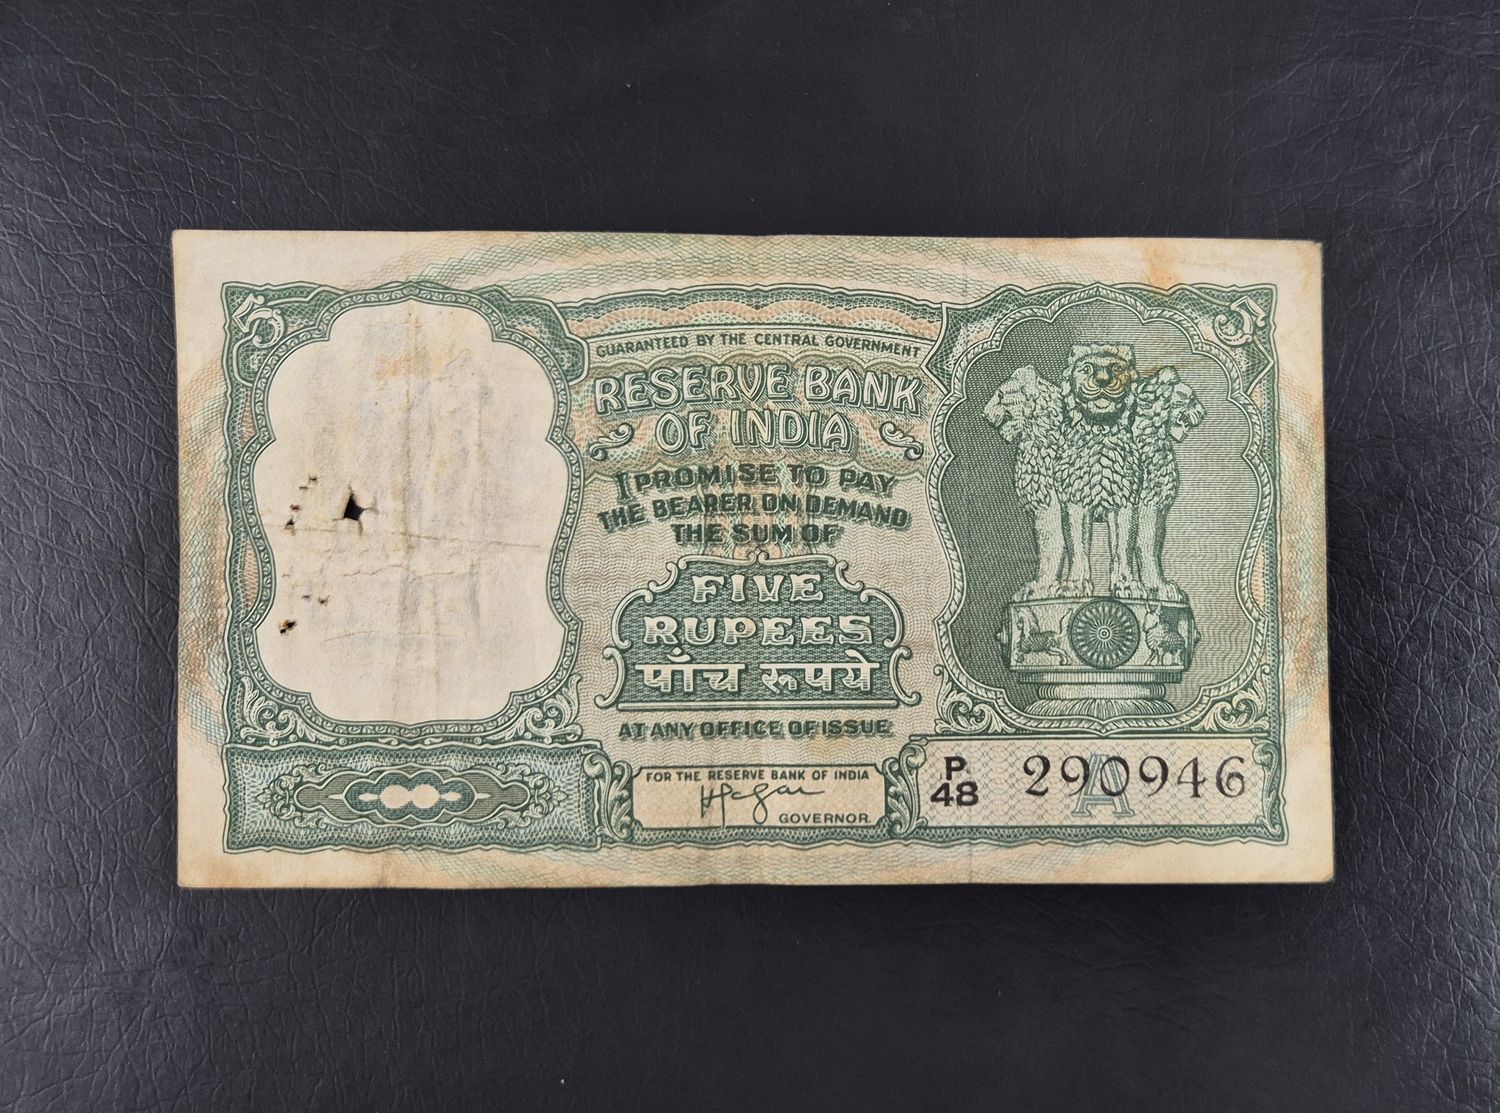 5
5
GUARANTEED BY THE CENTRAL GOVERNMENT
RESERVE BANK
OF INDIA
I PROMISE TO PAY
THE BEARER ON DEMAND
THE SUM OF
FIVE
RUPEES
पाँच रूपये
AT ANY OFFICE OF ISSUE
FOR THE RESERVE BANK OF INDIA
GOVERNOR.
P
48
290946
A